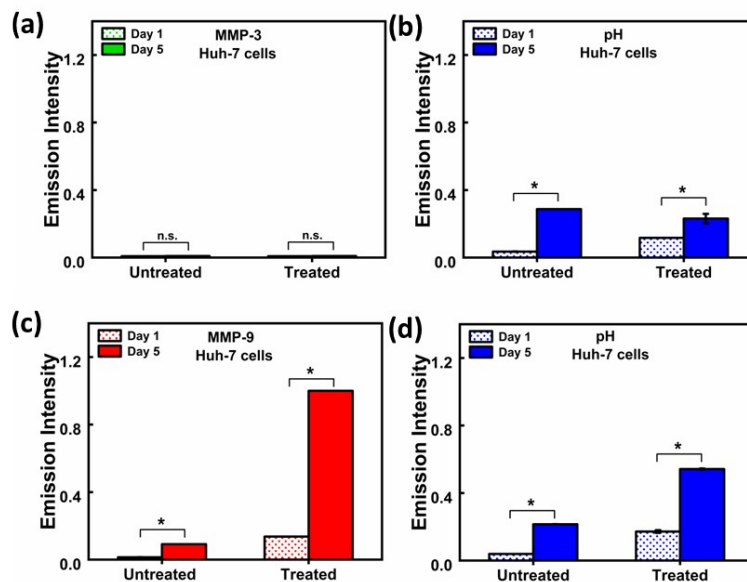 (a)
Day 1
Day 5
MMP-3
Huh-7 cells
Emission Intensity
1.2
0.8
0.4
0.0
n.s.
n.s.
Untreated
Treated
(b)
Day 1
Day 5
pH
Huh-7 cells
Emission Intensity
1.2
0.8
0.4
0.0
*
*
Untreated
Treated
(c)
Day 1
Day 5
MMP-9
Huh-7 cells
Emission Intensity
1.2
0.8
0.4
0.0
*
*
Untreated
Treated
(d)
Day 1
Day 5
pH
Huh-7 cells
Emission Intensity
1.2
0.8
0.4
0.0
*
*
Untreated
Treated